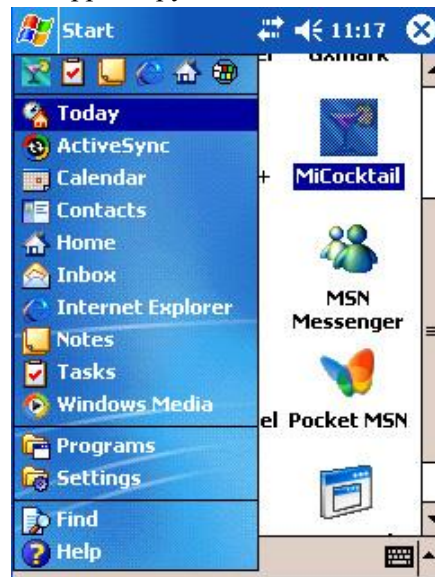 Start 11:17
Today
ActiveSync
Calendar
Contacts
Home
Inbox
Internet Explorer
Notes
Tasks
Windows Media
Programs
Settings
Find
Help
MiCocktail
MSN
Messenger
el Pocket MSN